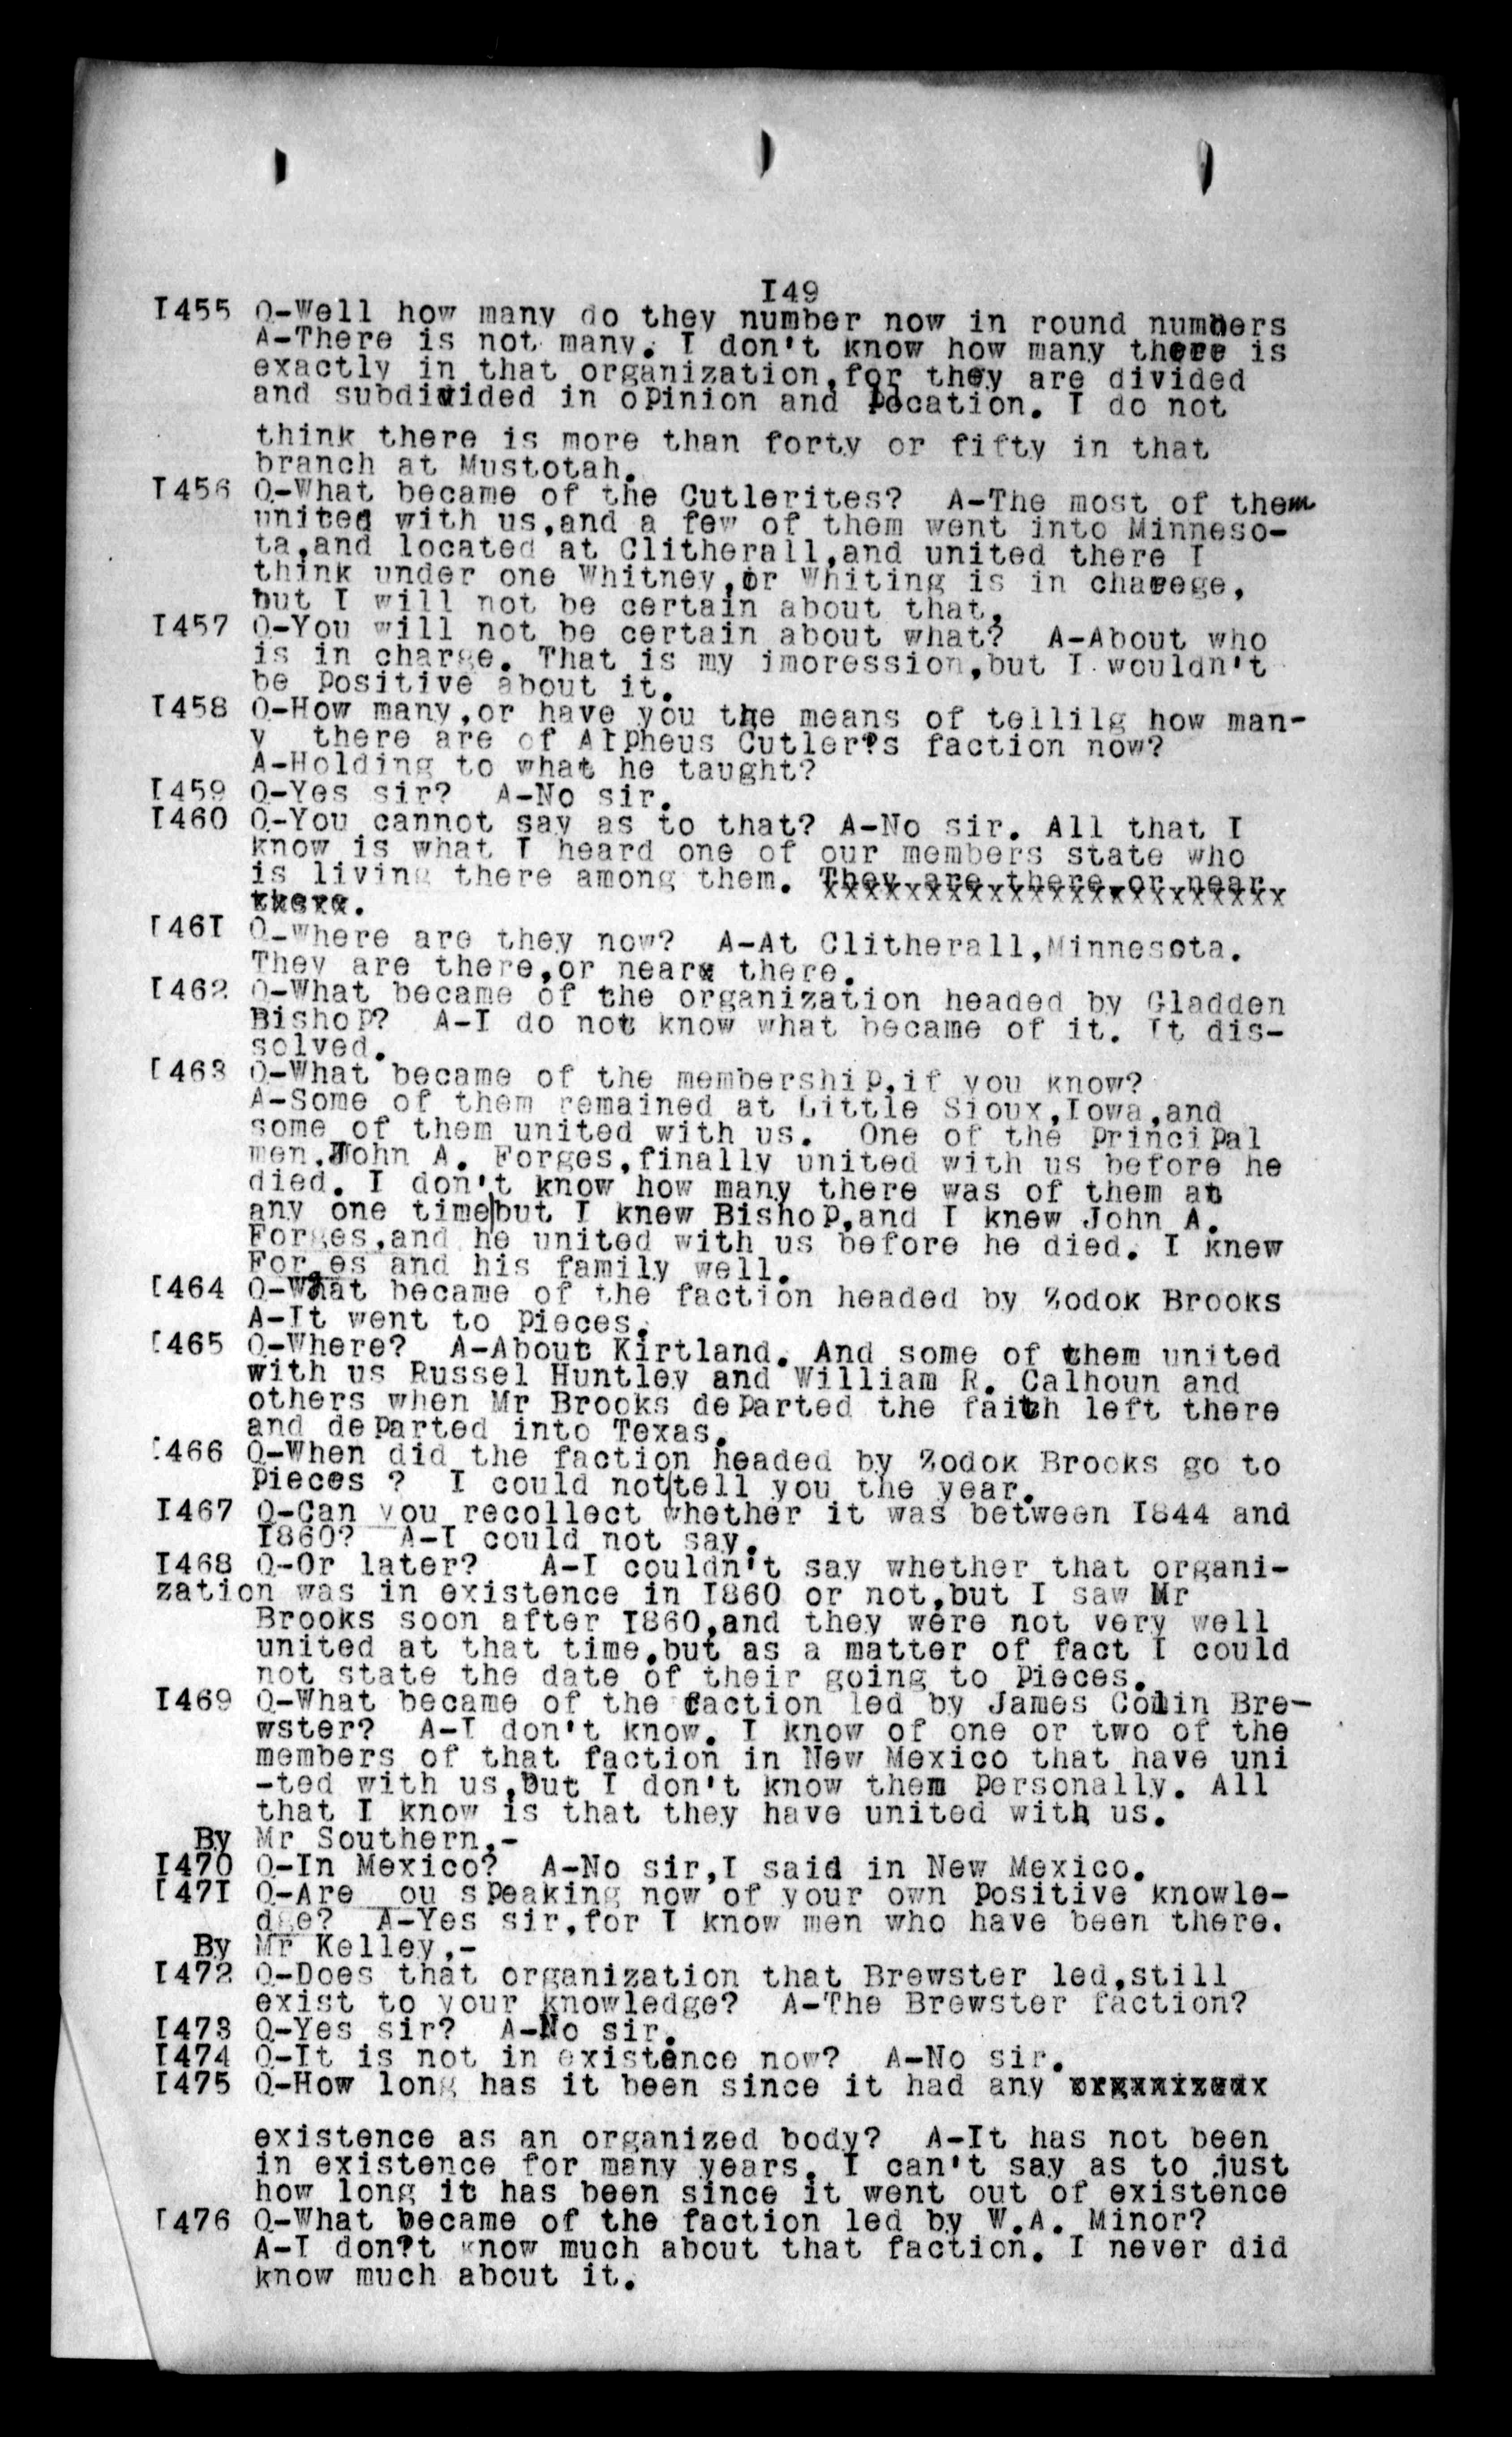 I49
I455 Q-Well how many do they number now in round numbers
A-There is not many. I don't know how many there is
exactly in that organization,for they are divided
and subdivided in opinion and location. I do not
think there is more than forty or fifty in that
branch at Mustotah.
I456 Q-What became of the Cutlerites? A-The most of them
united with us,and a few of them went into Minneso-
ta,and located at Clitherall,and united there I
think under one Whitney,or Whiting is in charege,
but I will not be certain about that.
I457 Q-You will not be certain about what? A-About who
is in charge. That is my imoression,but I wouldn't
be positive about it.
I458 Q-How many,or have you the means of tellilg how man-
y there are of Alpheus Cutler?s faction now?
A-Holding to what he taught?
I459 Q-Yes sir? A-No sir.
I460 Q-You cannot say as to that? A-No sir. All that I
know is what I heard one of our members state who
is living there among them. They are there,or near
there.
I46I Q-Where are they now? A-At Clitherall,Minnesota.
They are there,or near there.
I462 Q-What became of the organization headed by Gladden
Bishop? A-I do not know what became of it. It dis-
solved.
I463 Q-What became of the membership,if you know?
A-Some of them remained at Little Sioux,Iowa,and
some of them united with us. One of the principal
men,John A. Forges,finally united with us before he
died. I don't know how many there was of them at
any one time but I knew Bishop,and I knew John A.
Forges,and he united with us before he died. I knew
Forges and his family well.
I464 Q-What became of the faction headed by Zodok Brooks
A-It went to pieces.
I465 Q-Where? A-About Kirtland. And some of them united
with us Russel Huntley and William R. Calhoun and
others when Mr Brooks departed the faith left there
and departed into Texas.
I466 Q-When did the faction headed by Zodok Brooks go to
pieces ? I could not tell you the year.
I467 Q-Can you recollect whether it was between I844 and
I860? A-I could not say.
I468 Q-Or later? A-I couldn't say whether that organi-
zation was in existence in I860 or not,but I saw Mr
Brooks soon after I860,and they were not very well
united at that time,but as a matter of fact I could
not state the date of their going to pieces.
I469 Q-What became of the faction led by James Colin Bre-
wster? A-I don't know. I know of one or two of the
members of that faction in New Mexico that have uni
-ted with us,but I don't know them personally. All
that I know is that they have united with us.
By Mr Southern,-
I470 Q-In Mexico? A-No sir,I said in New Mexico.
I47I Q-Are you speaking now of your own positive knowle-
dge? A-Yes sir,for I know men who have been there.
By Mr Kelley,-
I472 Q-Does that organization that Brewster led,still
exist to your knowledge? A-The Brewster faction?
I473 Q-Yes sir? A-No sir.
I474 Q-It is not in existence now? A-No sir.
I475 Q-How long has it been since it had any
existence as an organized body? A-It has not been
in existence for many years. I can't say as to just
how long it has been since it went out of existence
I476 Q-What became of the faction led by W.A. Minor?
A-I don?t know much about that faction. I never did
know much about it.